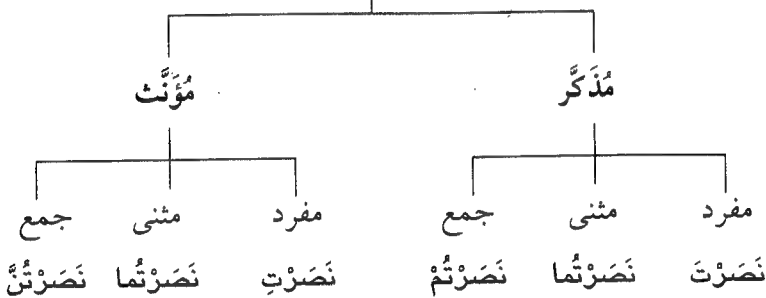 مُذَكَّر مُؤَنَّث
مفرد مثنى جمع مفرد مثنى جمع
نَصَرْتَ نَصَرْتُما نَصَرْتُمْ نَصَرْتِ نَصَرْتُما نَصَرْتُنَّ